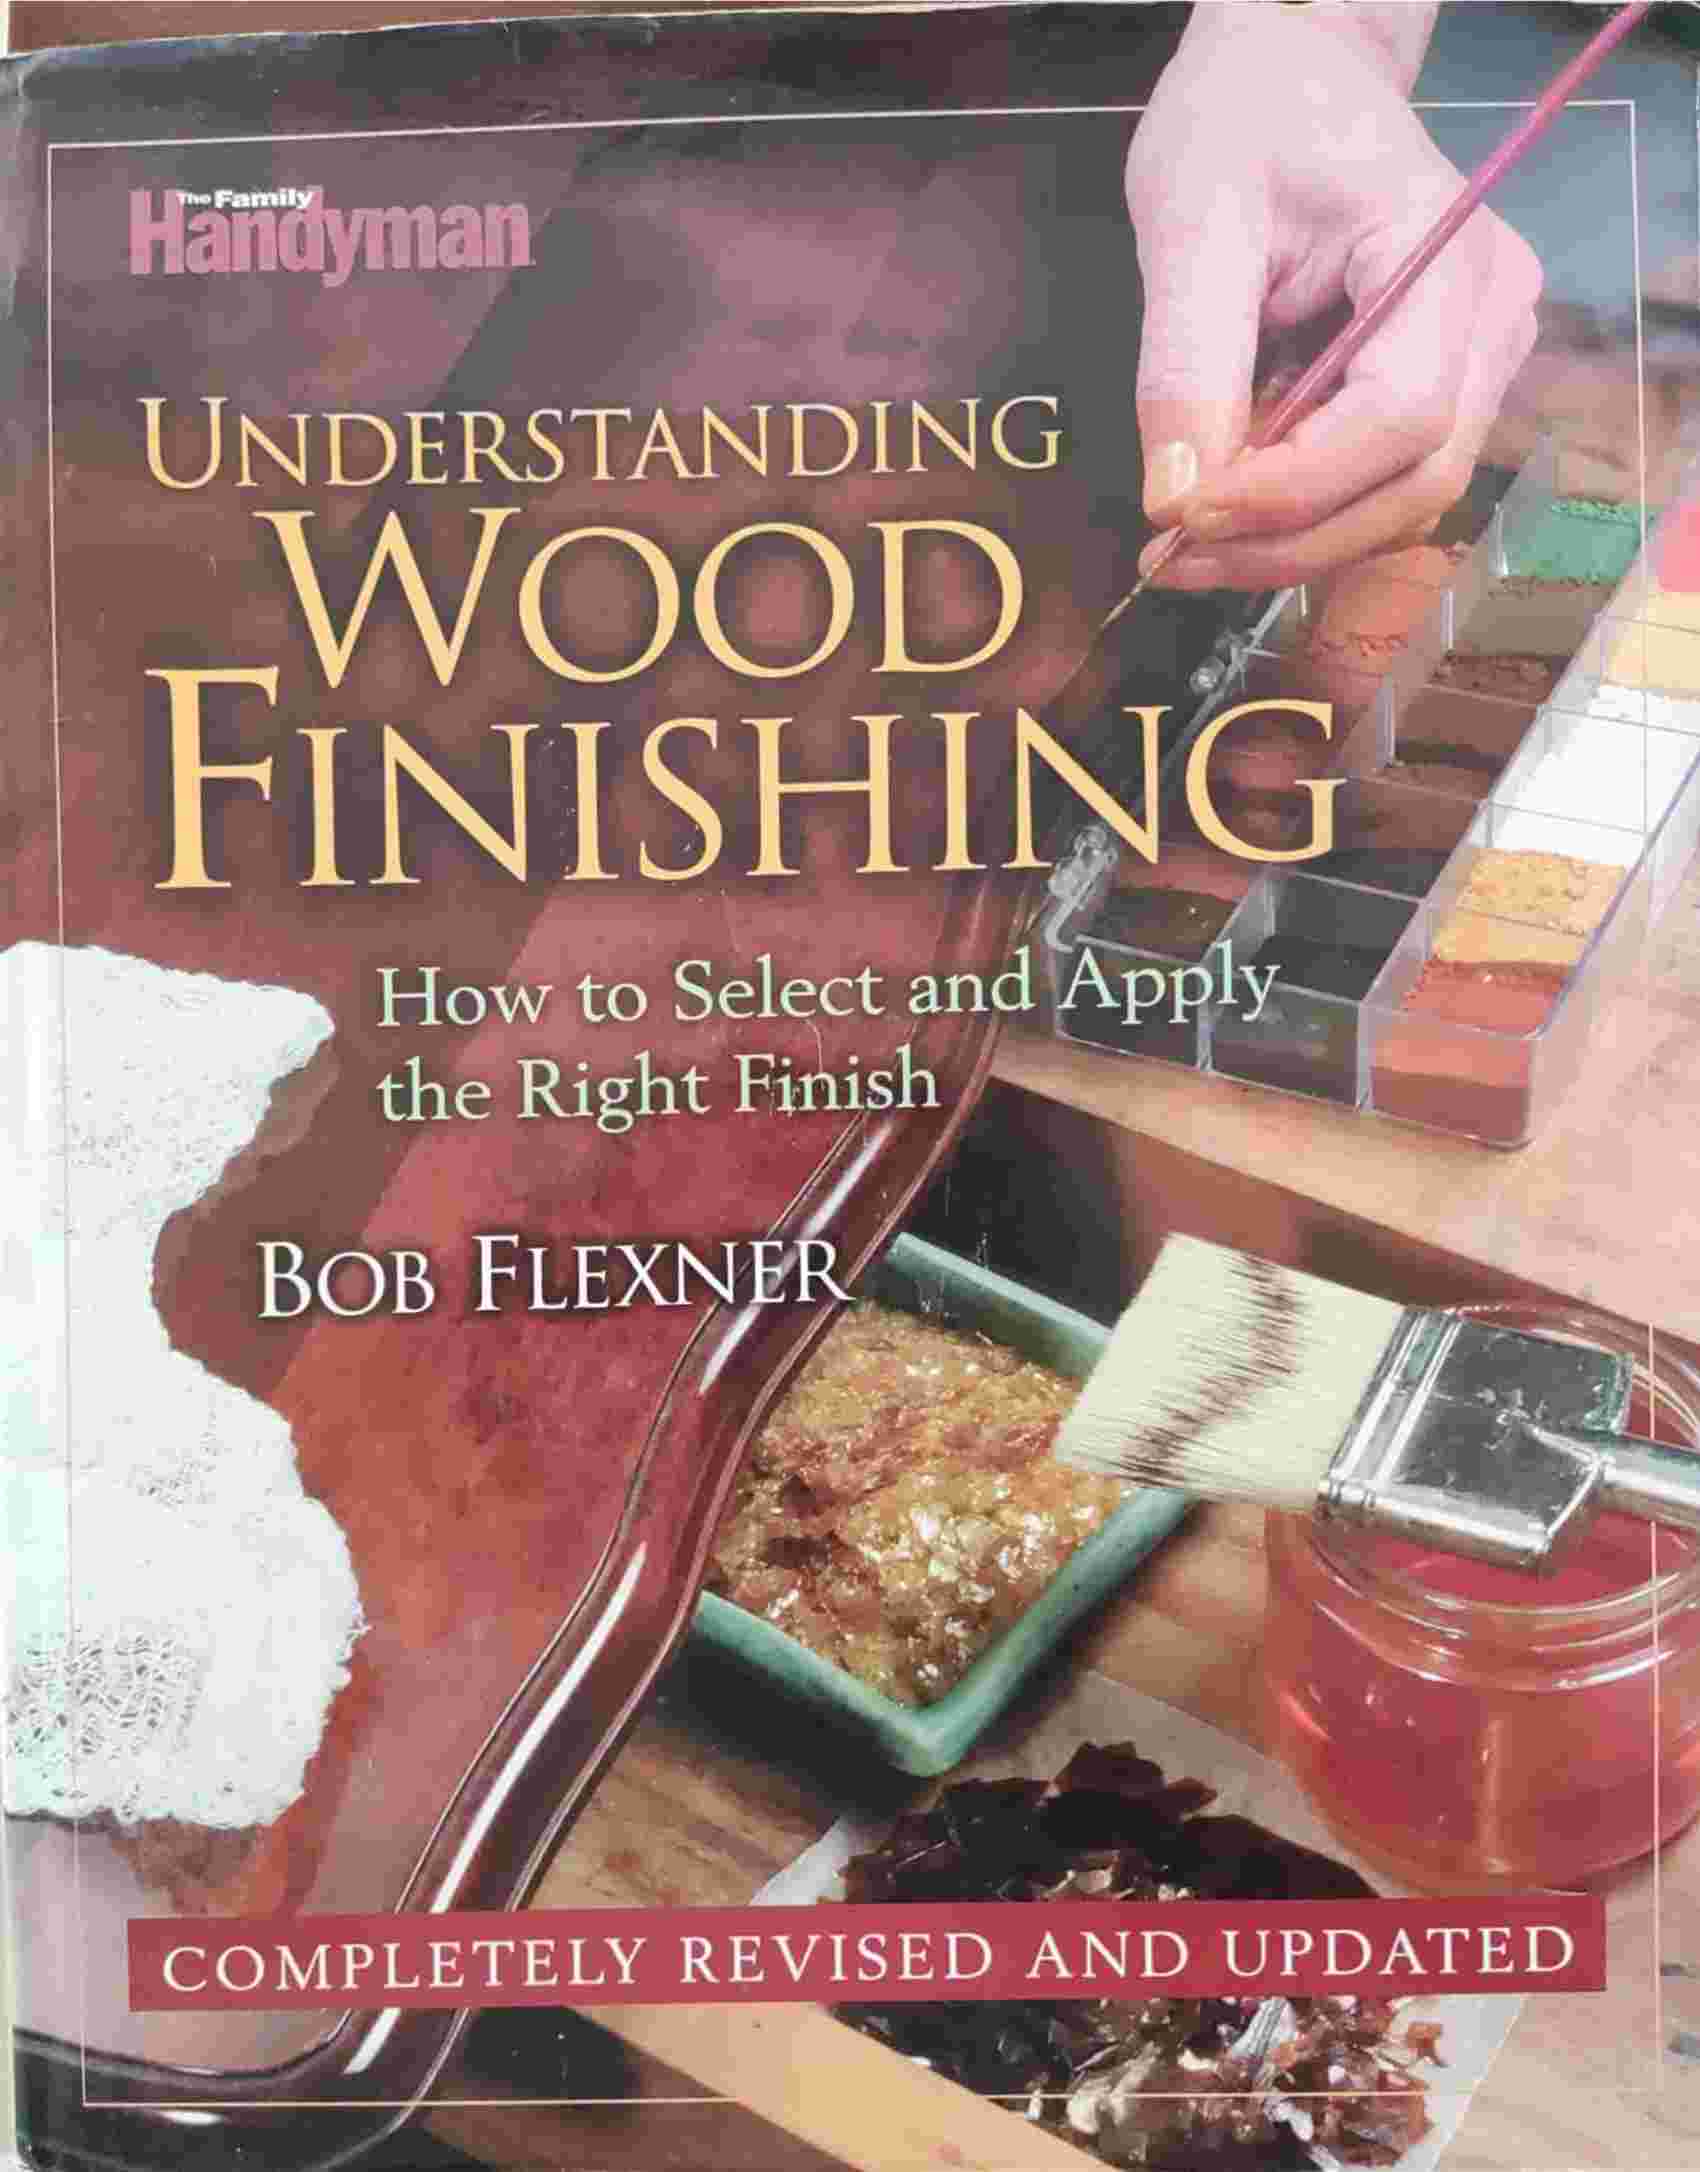 The Family
Handyman
UNDERSTANDING
WOOD
FINISHING
How to Select and Apply
the Right Finish
BOB FLEXNER
COMPLETELY REVISED AND UPDATED